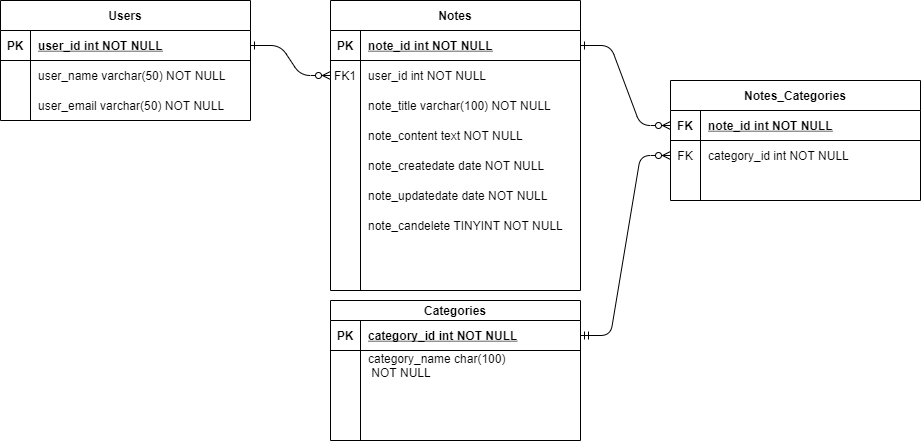 Users
PK user_id int NOT NULL
user_name varchar(50) NOT NULL
user_email varchar(50) NOT NULL
Notes
PK note_id int NOT NULL
FK1 user_id int NOT NULL
note_title varchar(100) NOT NULL
note_content text NOT NULL
note_createdate date NOT NULL
note_updatedate date NOT NULL
note_candelete TINYINT NOT NULL
Notes_Categories
FK note_id int NOT NULL
FK category_id int NOT NULL
Categories
PK category_id int NOT NULL
category_name char(100)
NOT NULL